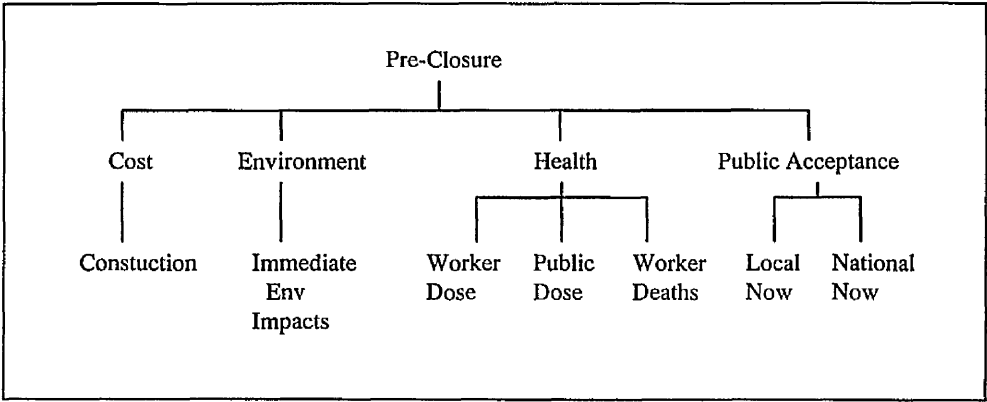 Pre-Closure
Cost Environment Health Public Acceptance
Constuction Immediate Worker Public Worker Local National
Env Dose Dose Deaths Now Now
Impacts